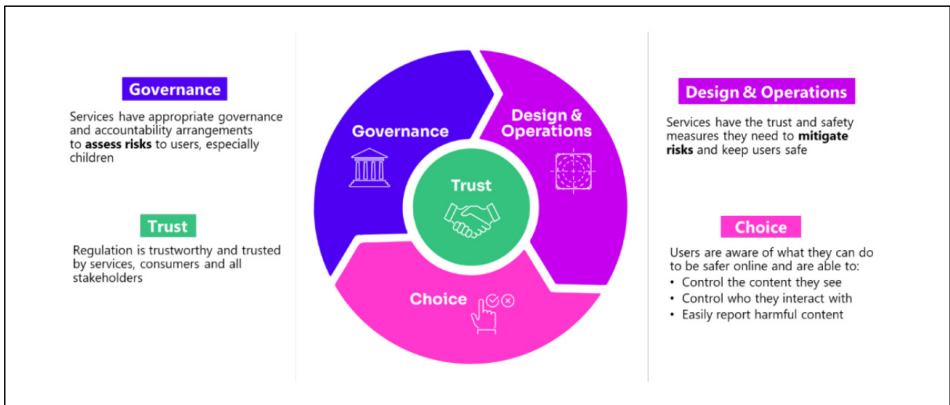 Governance
Services have appropriate governance
and accountability arrangements
to assess risks to users, especially
children
Trust
Regulation is trustworthy and trusted
by services, consumers and all
stakeholders
Governance
Design &
Operations
Trust
Choice
Design & Operations
Services have the trust and safety
measures they need to mitigate
risks and keep users safe
Choice
Users are aware of what they can do
to be safer online and are able to:
• Control the content they see
• Control who they interact with
• Easily report harmful content